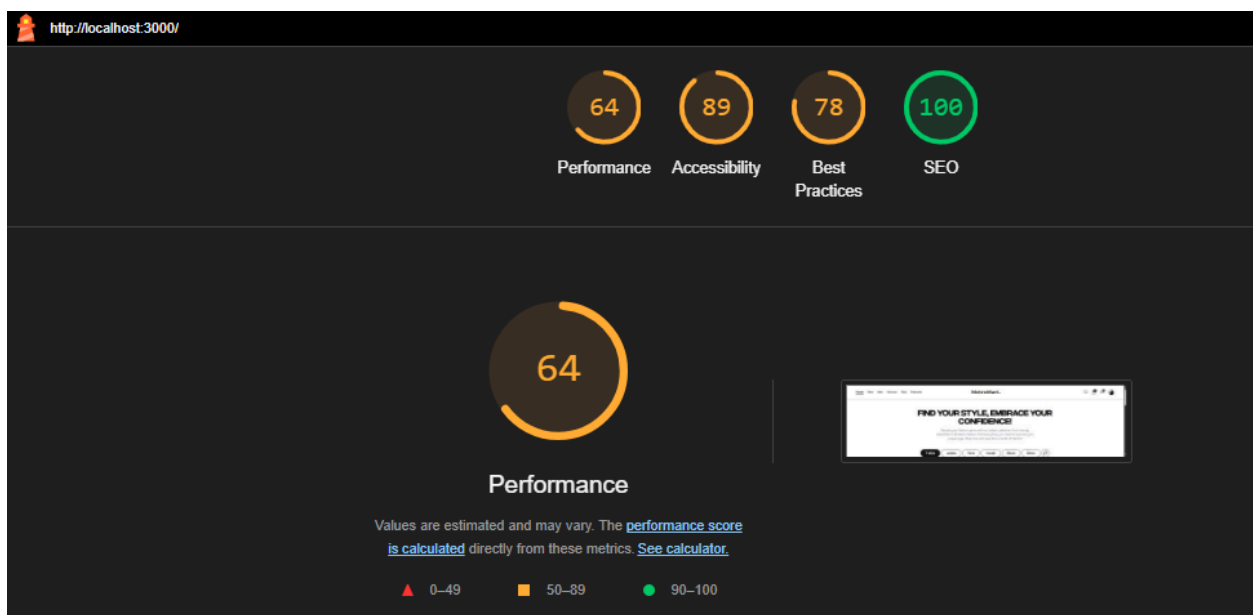 http://localhost:3000/
64
89
78
100
Performance
Accessibility
Best
Practices
SEO
64
FIND YOUR STYLE, EMBRACE YOUR
CONFIDENCE!
Performance
Values are estimated and may vary. The performance score
is calculated directly from these metrics. See calculator.
0–49
50–89
90–100